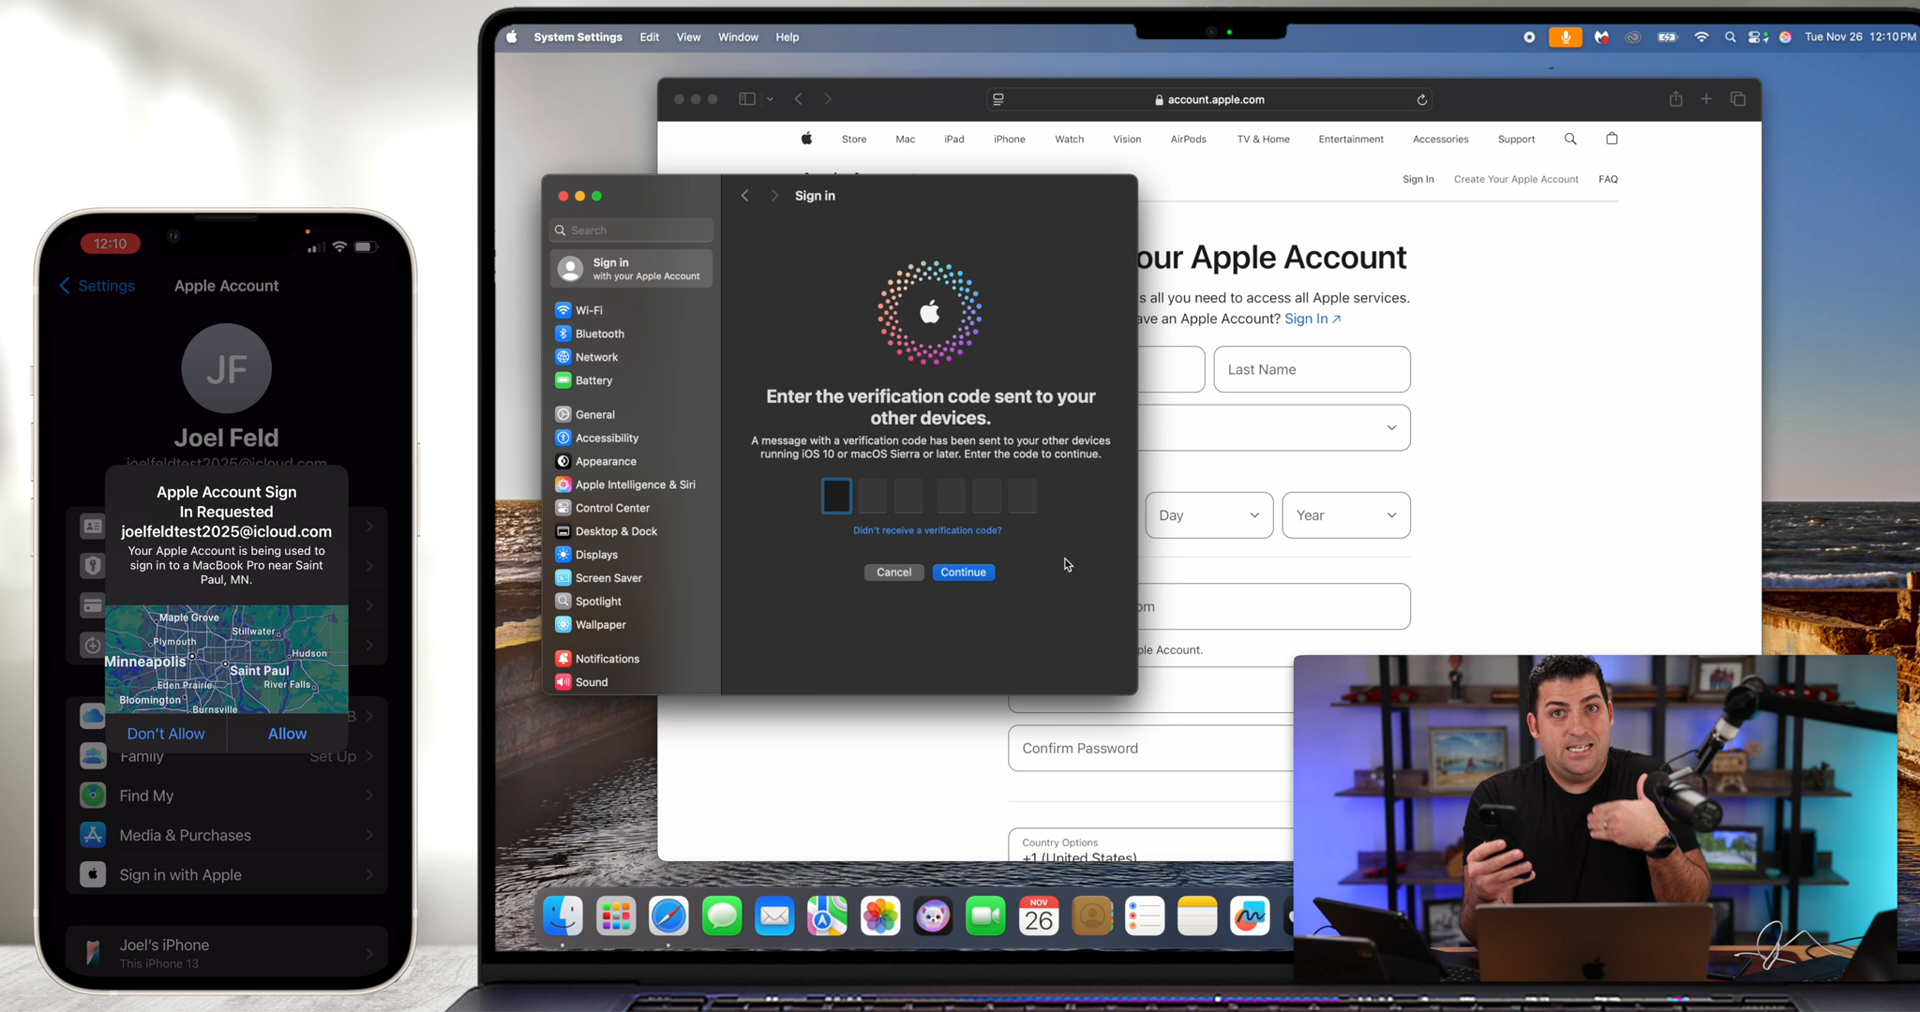 System Settings Edit View Window Help
Tue Nov 26 12:10PM
account.apple.com
Store Mac iPad iPhone Watch Vision AirPods TV & Home Entertainment Accessories Support
Sign In Create Your Apple Account FAQ
our Apple Account
s all you need to access all Apple services.
ave an Apple Account? Sign In ↗
Last Name
Day
Year
om
ple Account.
Confirm Password
Country Options
+1 (United States)
Sign in
Search
Sign in
with your Apple Account
Wi-Fi
Bluetooth
Network
Battery
General
Accessibility
Appearance
Apple Intelligence & Siri
Control Center
Desktop & Dock
Displays
Screen Saver
Spotlight
Wallpaper
Notifications
Sound
Enter the verification code sent to your
other devices.
A message with a verification code has been sent to your other devices
running iOS 10 or macOS Sierra or later. Enter the code to continue.
Didn't receive a verification code?
Cancel
Continue
NOV
26
12:10
Settings
Apple Account
JF
Joel Feld
joelfeldtest2025@icloud.com
Apple Account Sign
In Requested
joelfeldtest2025@icloud.com
Your Apple Account is being used to
sign in to a MacBook Pro near Saint
Paul, MN.
Maple Grove
Stillwater
Plymouth
Hudson
Minneapolis
Saint Paul
Eden Prairie
River Falls
Bloomington
Burnsville
Don't Allow
Allow
B
Family
Set Up
Find My
Media & Purchases
Sign in with Apple
Joel's iPhone
This iPhone 13